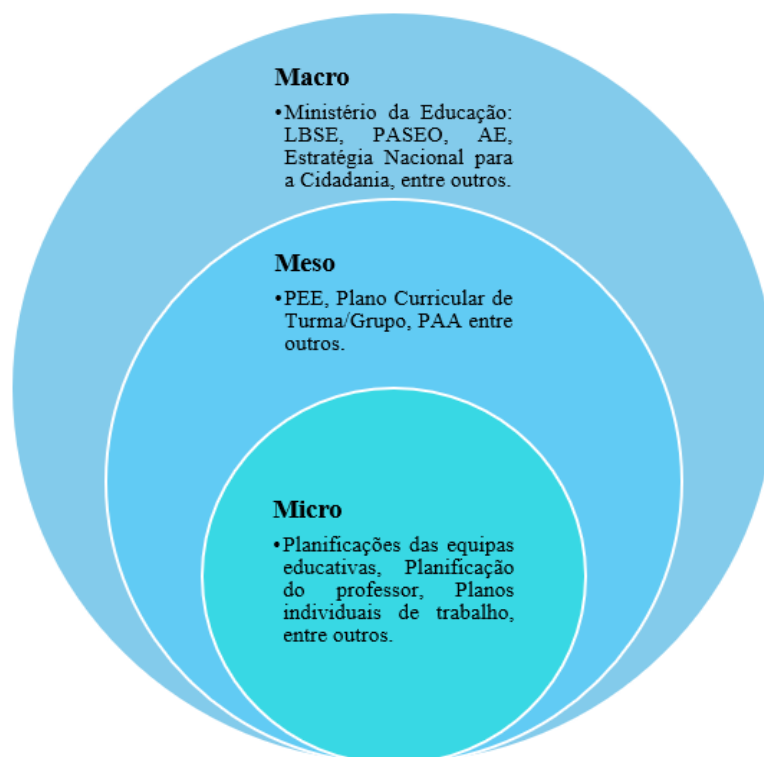 Macro
•Ministério da Educação:
LBSE, PASEO, AE,
Estratégia Nacional para
a Cidadania, entre outros.
Meso
•PEE, Plano Curricular de
Turma/Grupo, PAA entre
outros.
Micro
•Planificações das equipas
educativas, Planificação
do professor, Planos
individuais de trabalho,
entre outros.